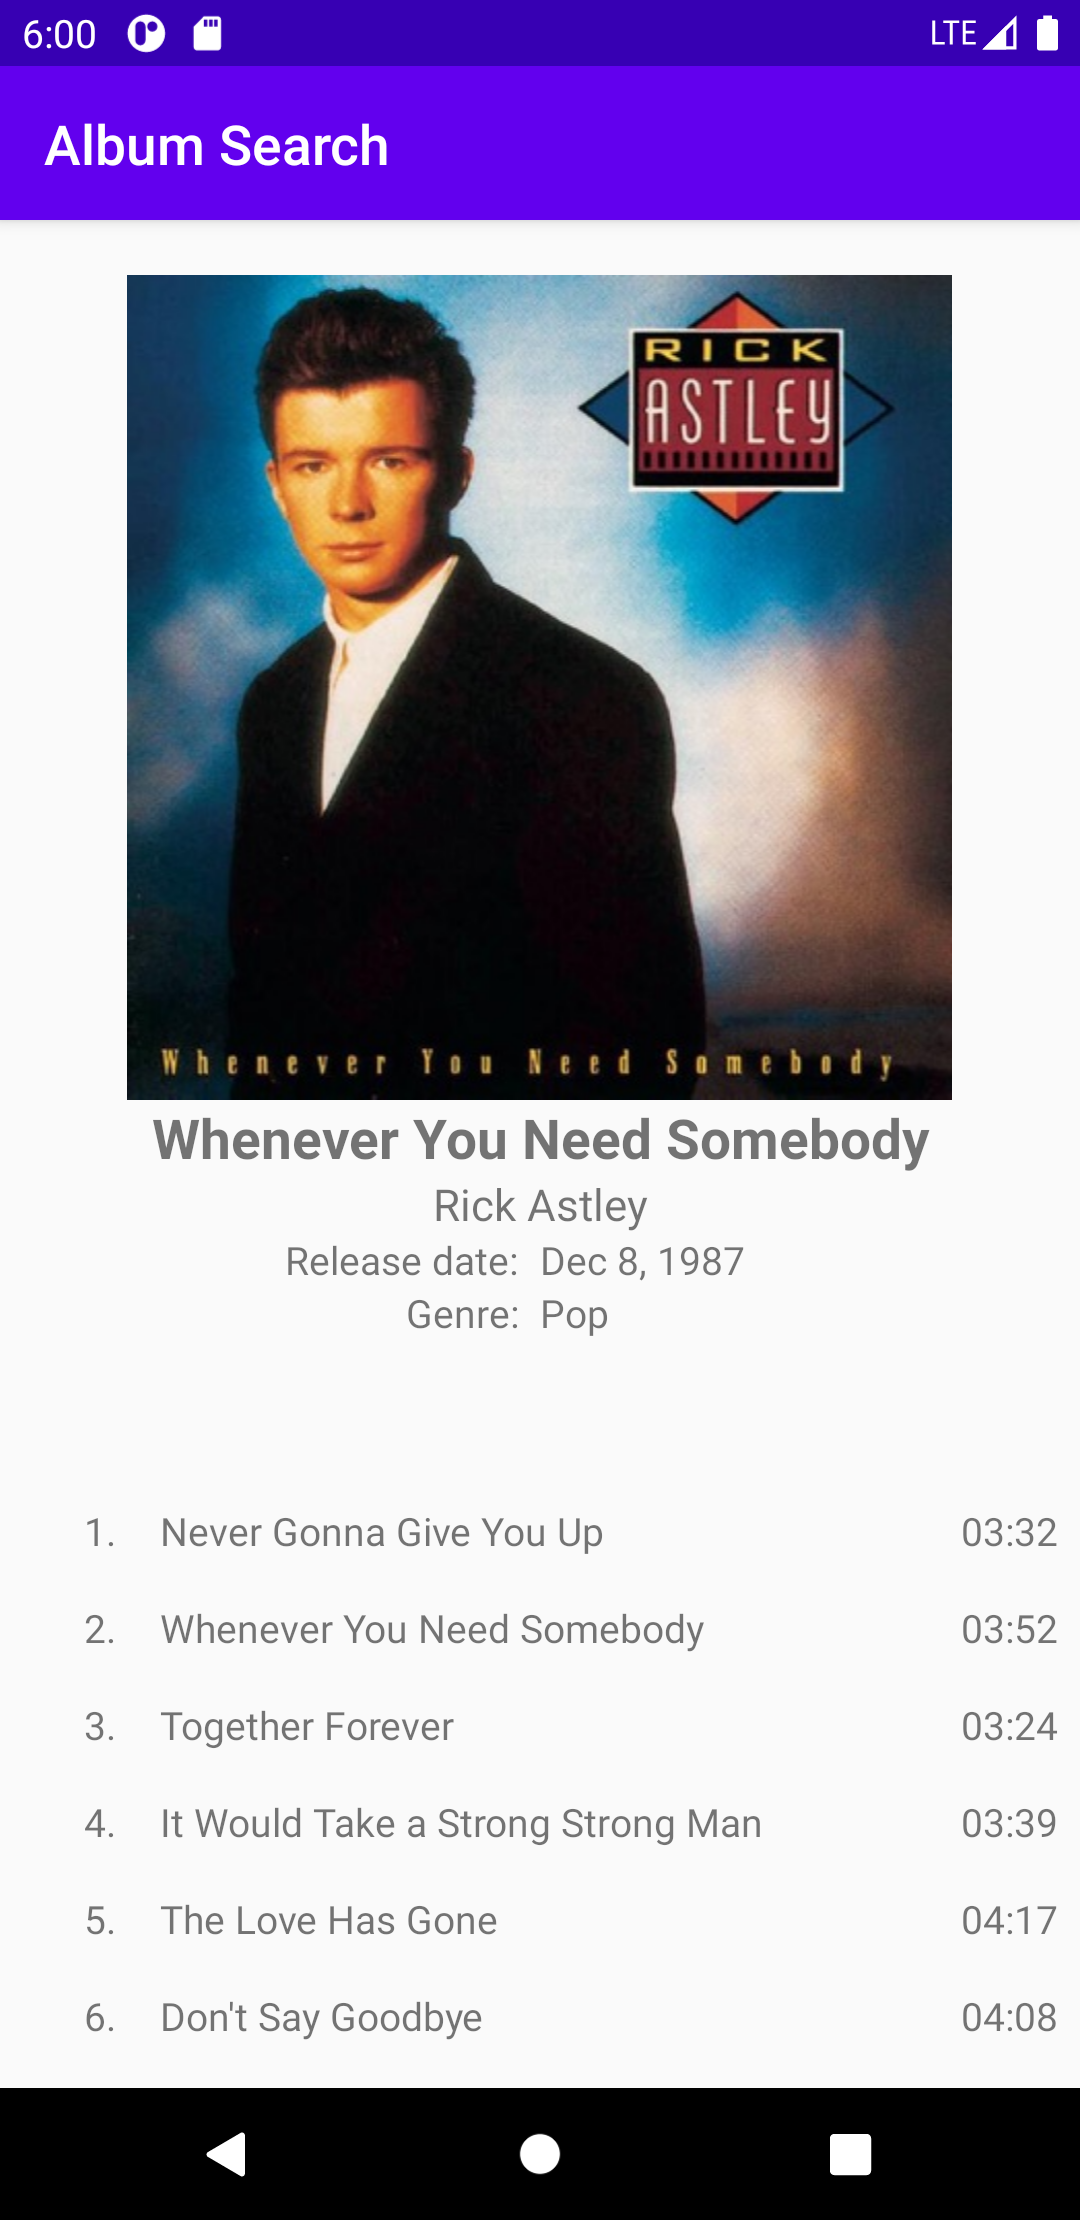 6:00 LTE
Album Search
RICK
ASTLEY
Whenever You Need Somebody
Whenever You Need Somebody
Rick Astley
Release date: Dec 8, 1987
Genre: Pop
1. Never Gonna Give You Up 03:32
2. Whenever You Need Somebody 03:52
3. Together Forever 03:24
4. It Would Take a Strong Strong Man 03:39
5. The Love Has Gone 04:17
6. Don't Say Goodbye 04:08